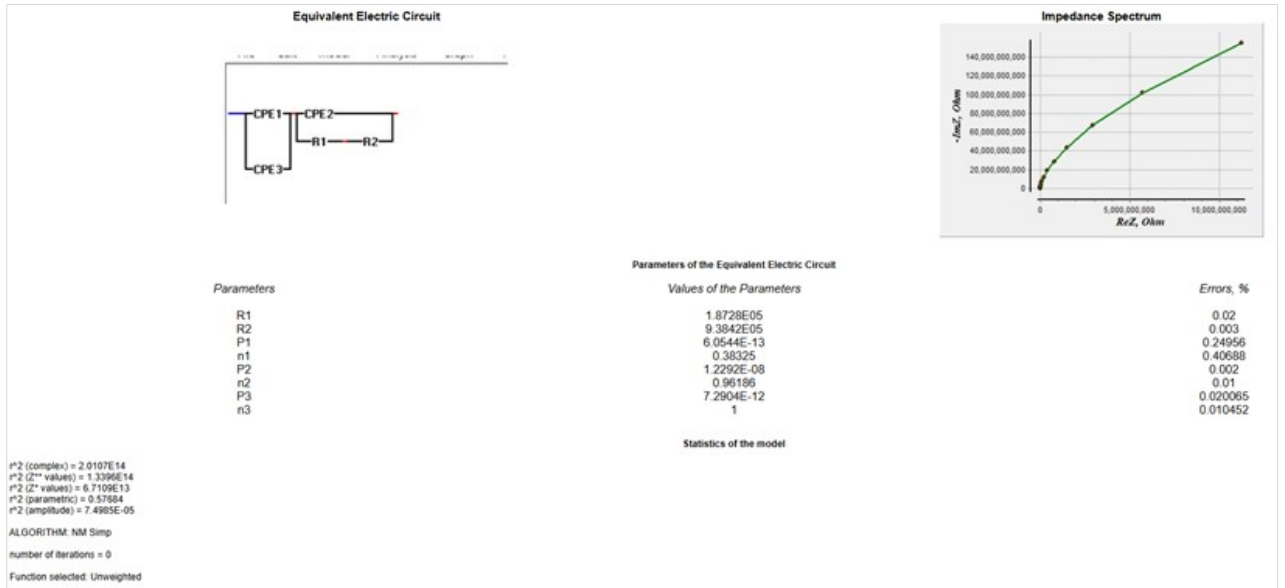 Equivalent Electric Circuit
CPE1 CPE2
R1 R2
CPE3
Impedance Spectrum
-ImZ, Ohm
140,000,000,000
120,000,000,000
100,000,000,000
80,000,000,000
60,000,000,000
40,000,000,000
20,000,000,000
0
0 5,000,000,000 10,000,000,000
ReZ, Ohm
Parameters of the Equivalent Electric Circuit
Parameters Values of the Parameters Errors, %
R1 1.8728E05 0.02
R2 9.3842E05 0.003
P1 6.0544E-13 0.24956
n1 0.38325 0.40688
P2 1.2292E-08 0.002
n2 0.96186 0.01
P3 7.2904E-12 0.020065
n3 1 0.010452
Statistics of the model
r^2 (complex) = 2.0107E14
r^2 (Z'' values) = 1.3396E14
r^2 (Z' values) = 6.7109E13
r^2 (parametric) = 0.57684
r^2 (amplitude) = 7.4985E-05
ALGORITHM: NM Simp
number of iterations = 0
Function selected: Unweighted